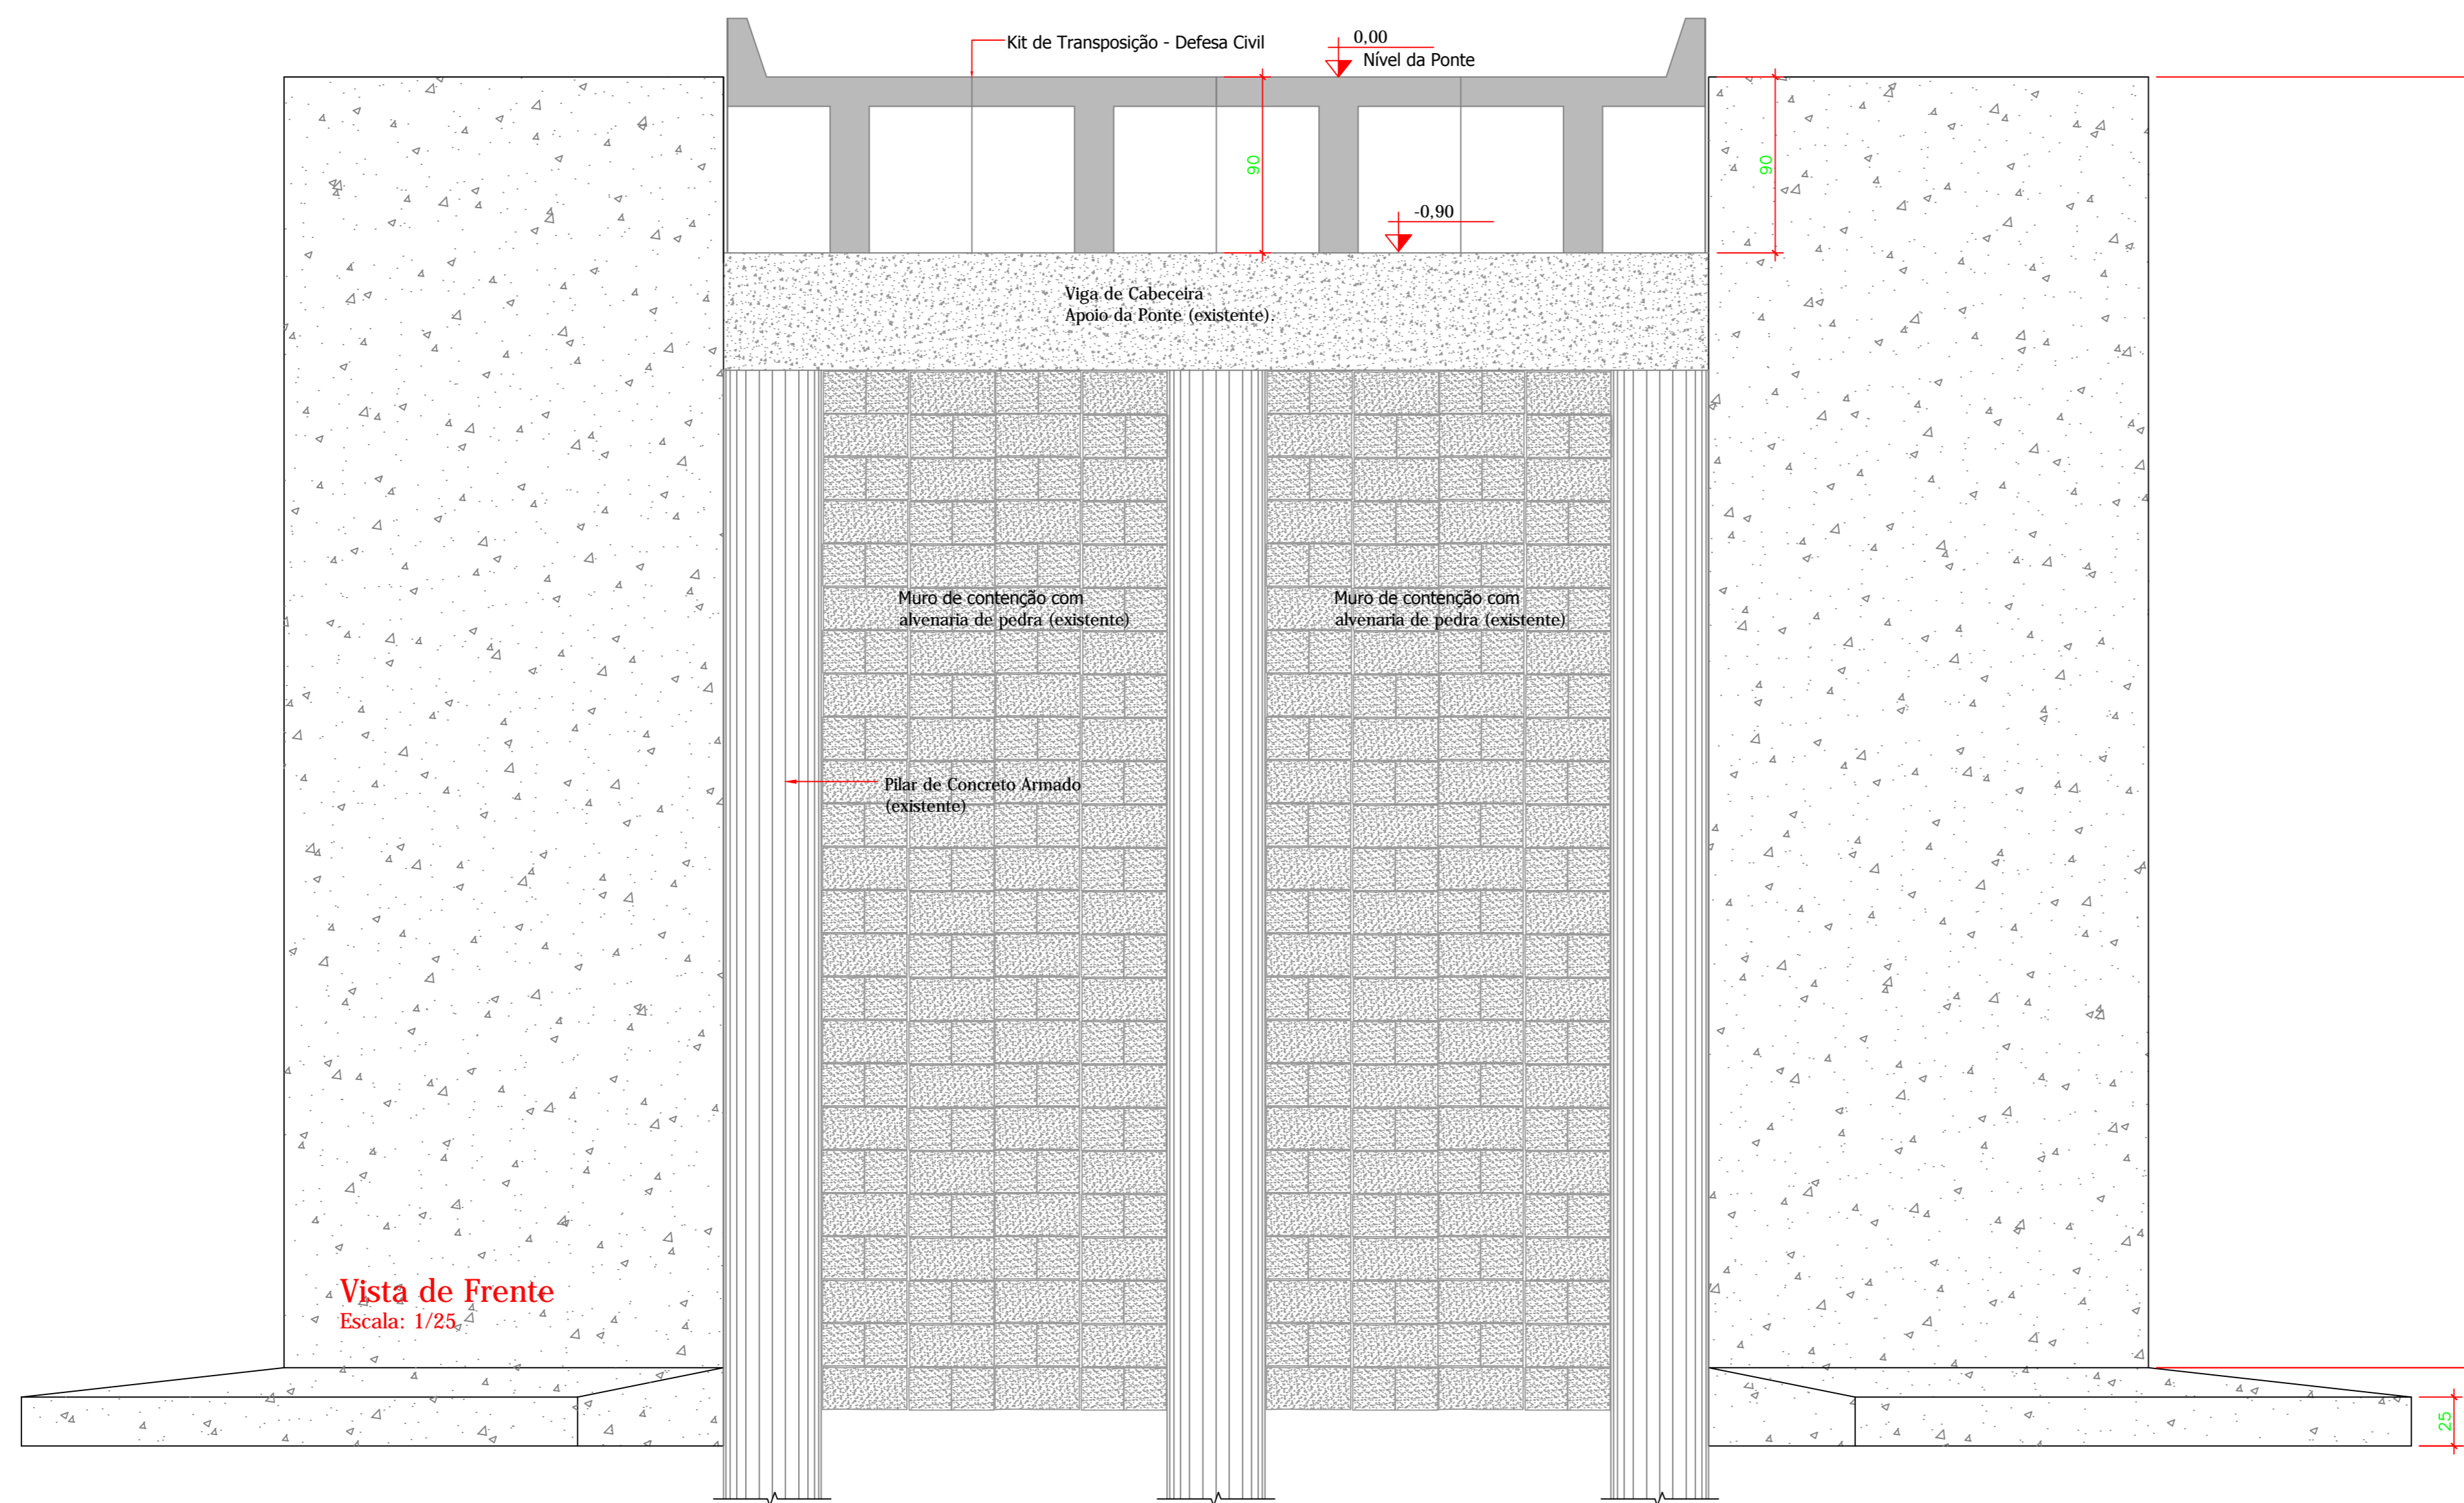 Kit de Transposição - Defesa Civil
0,00
Nível da Ponte
90
90
-0,90
Viga de Cabeceira
Apoio da Ponte (existente).
Muro de contenção com
alvenaria de pedra (existente)
Muro de contenção com
alvenaria de pedra (existente)
Pilar de Concreto Armado
(existente)
Vista de Frente
Escala: 1/25
25